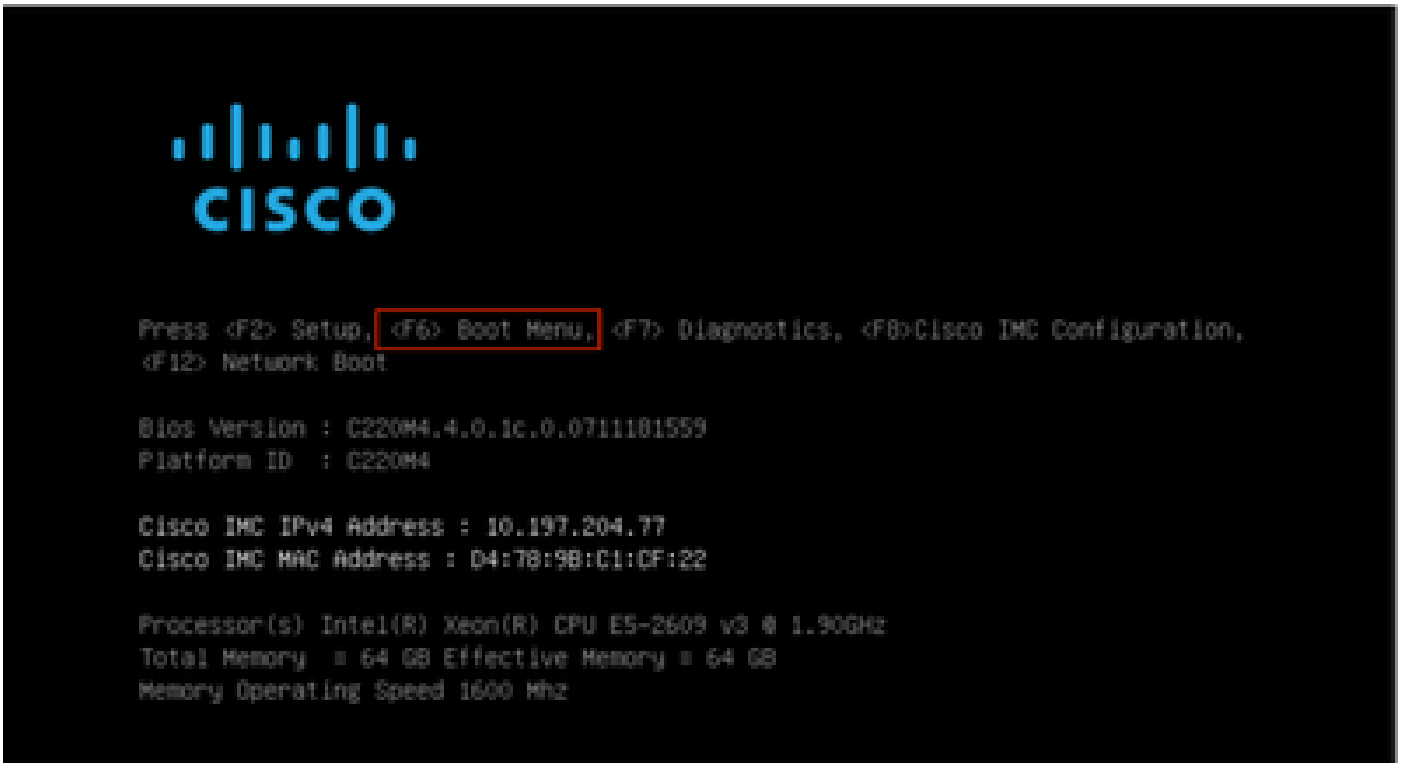 CISCO
Press <F2> Setup, <F6> Boot Menu, <F7> Diagnostics, <F8>Cisco IMC Configuration,
<F12> Network Boot
Bios Version : C220M4.4.0.1c.0.0711181559
Platform ID : C220M4
Cisco IMC IPv4 Address : 10.197.204.77
Cisco IMC MAC Address : D4:78:9B:C1:CF:22
Processor(s) Intel(R) Xeon(R) CPU E5-2609 v3 @ 1.90GHz
Total Memory = 64 GB Effective Memory = 64 GB
Memory Operating Speed 1600 Mhz